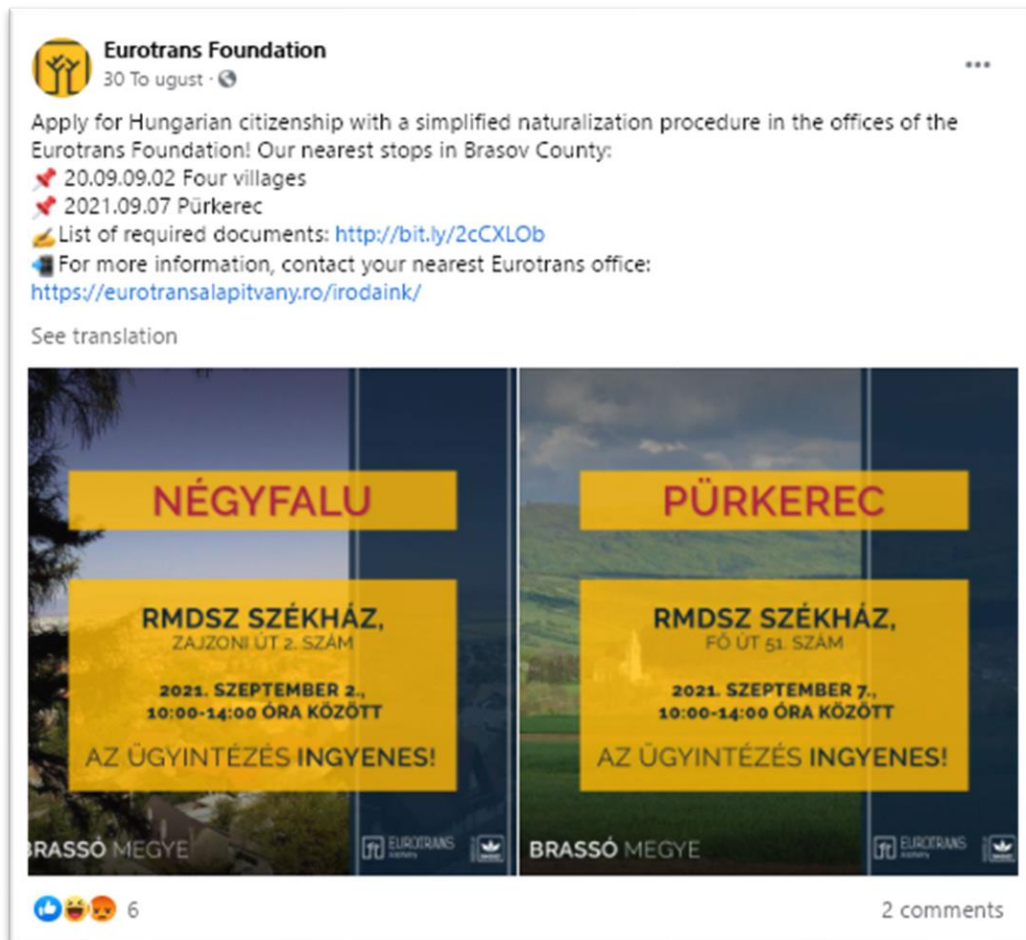 Eurotrans Foundation
30 To ugust ·
Apply for Hungarian citizenship with a simplified naturalization procedure in the offices of the
Eurotrans Foundation! Our nearest stops in Brasov County:
📌 20.09.09.02 Four villages
📌 2021.09.07 Pürkerec
✍List of required documents: http://bit.ly/2cCXLOb
📲For more information, contact your nearest Eurotrans office:
https://eurotransalapitvany.ro/irodaink/
See translation
NÉGYFALU
RMDSZ SZÉKHÁZ,
ZAJZONI ÚT 2. SZÁM
2021. SZEPTEMBER 2.,
10:00-14:00 ÓRA KÖZÖTT
AZ ÜGYINTÉZÉS INGYENES!
BRASSÓ MEGYE
EUROTRANS
PÜRKEREC
RMDSZ SZÉKHÁZ,
FŐ ÚT 51. SZÁM
2021. SZEPTEMBER 7.,
10:00-14:00 ÓRA KÖZÖTT
AZ ÜGYINTÉZÉS INGYENES!
BRASSÓ MEGYE
EUROTRANS
6
2 comments